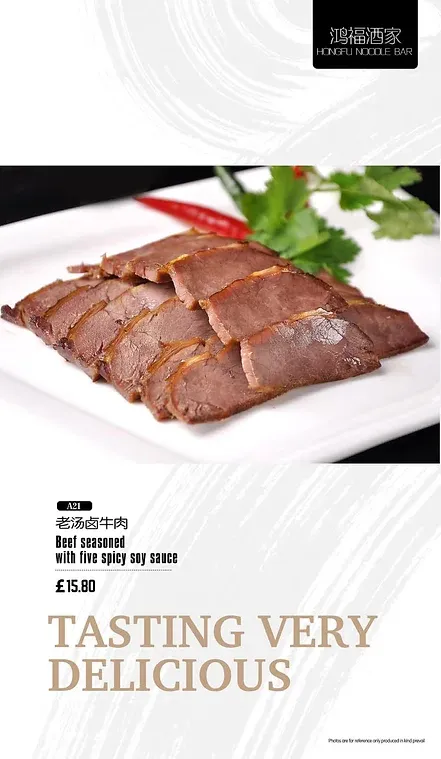 鸿福酒家
HONGFU NOODLE BAR
A21
老汤卤牛肉
Beef seasoned
with five spicy soy sauce
£15.80
TASTING VERY
DELICIOUS
Photos are for reference only produced in kind prevail